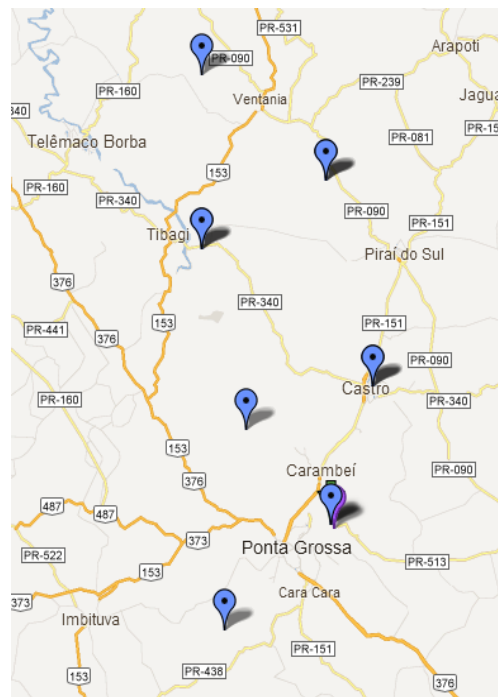 PR-531
PR-090
Arapoti
PR-160
Ventania
PR-239
Jagua
340
PR-081
PR-15
Telêmaco Borba
153
PR-160
PR-340
PR-090
PR-151
Tibagi
Piraí do Sul
376
PR-340
153
PR-151
PR-441
376
PR-090
PR-160
Castro
PR-340
153
PR-090
Carambeí
376
487
487
373
Ponta Grossa
PR-522
153
PR-513
373
Cara Cara
Imbituva
PR-438
PR-151
153
376